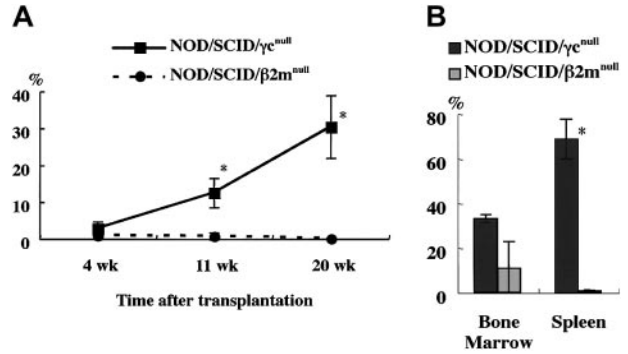 A
NOD/SCID/γc^null
NOD/SCID/β2m^null
%
40
30
20
10
0
*
*
4 wk
11 wk
20 wk
Time after transplantation
B
NOD/SCID/γc^null
NOD/SCID/β2m^null
%
80
60
40
20
0
*
Bone
Marrow
Spleen